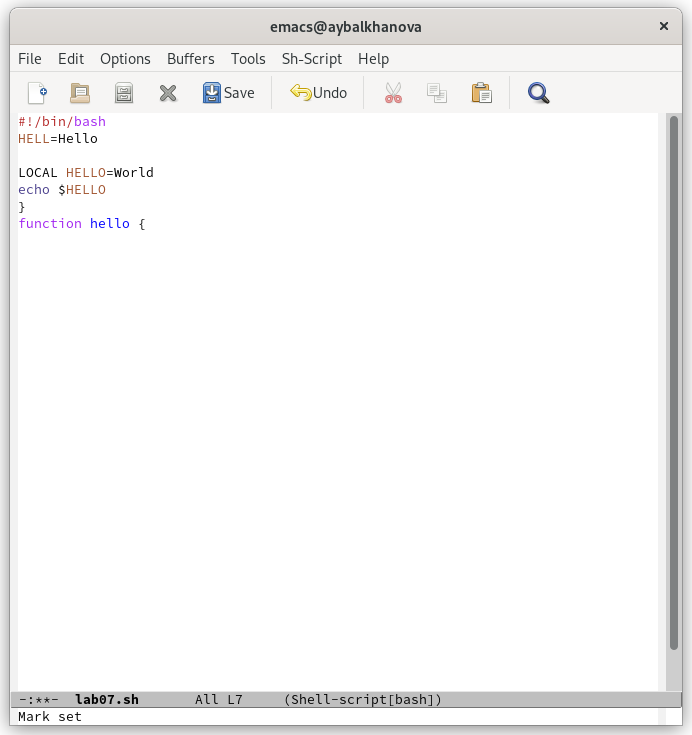 emacs@aybalkhanova ×
File Edit Options Buffers Tools Sh-Script Help
Save Undo
#!/bin/bash
HELL=Hello
LOCAL HELLO=World
echo $HELLO
}
function hello {
-:**- lab07.sh All L7 (Shell-script[bash])
Mark set